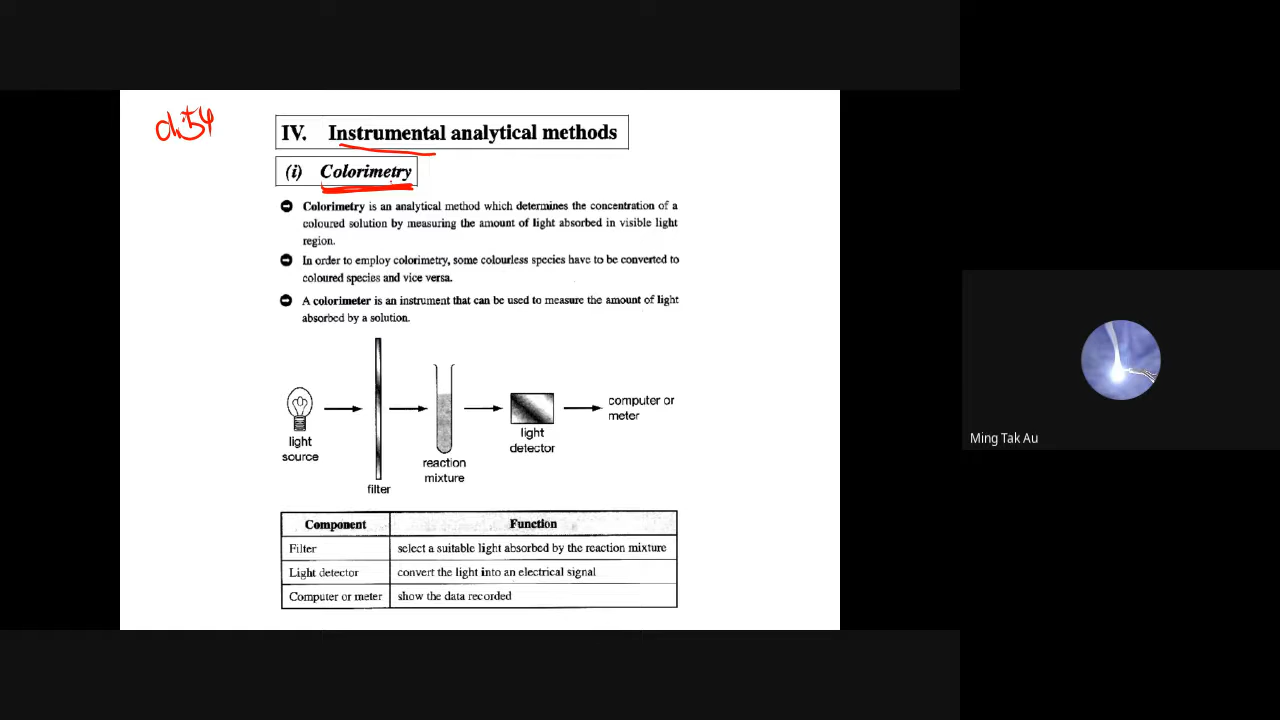 ch 54
IV. Instrumental analytical methods
(i) Colorimetry
Colorimetry is an analytical method which determines the concentration of a
coloured solution by measuring the amount of light absorbed in visible light
region.
In order to employ colorimetry, some colourless species have to be converted to
coloured species and vice versa.
A colorimeter is an instrument that can be used to measure the amount of light
absorbed by a solution.
light
source
filter
reaction
mixture
light
detector
computer or
meter
Component Function
Filter select a suitable light absorbed by the reaction mixture
Light detector convert the light into an electrical signal
Computer or meter show the data recorded
Ming Tak Au